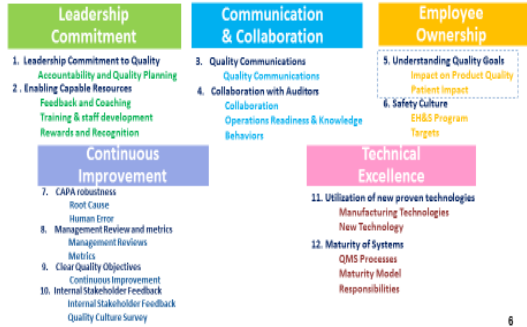 Leadership
Commitment
1. Leadership Commitment to Quality
Accountability and Quality Planning
2 . Enabling Capable Resources
Feedback and Coaching
Training & staff development
Rewards and Recognition
Communication
& Collaboration
3. Quality Communications
Quality Communications
4. Collaboration with Auditors
Collaboration
Operations Readiness & Knowledge
Behaviors
Employee
Ownership
5. Understanding Quality Goals
Impact on Product Quality
Patient Impact
6. Safety Culture
EH&S Program
Targets
Continuous
Improvement
7. CAPA robustness
Root Cause
Human Error
8. Management Review and metrics
Management Reviews
Metrics
9. Clear Quality Objectives
Continuous Improvement
10. Internal Stakeholder Feedback
Internal Stakeholder Feedback
Quality Culture Survey
Technical
Excellence
11. Utilization of new proven technologies
Manufacturing Technologies
New Technology
12. Maturity of Systems
QMS Processes
Maturity Model
Responsibilities
6